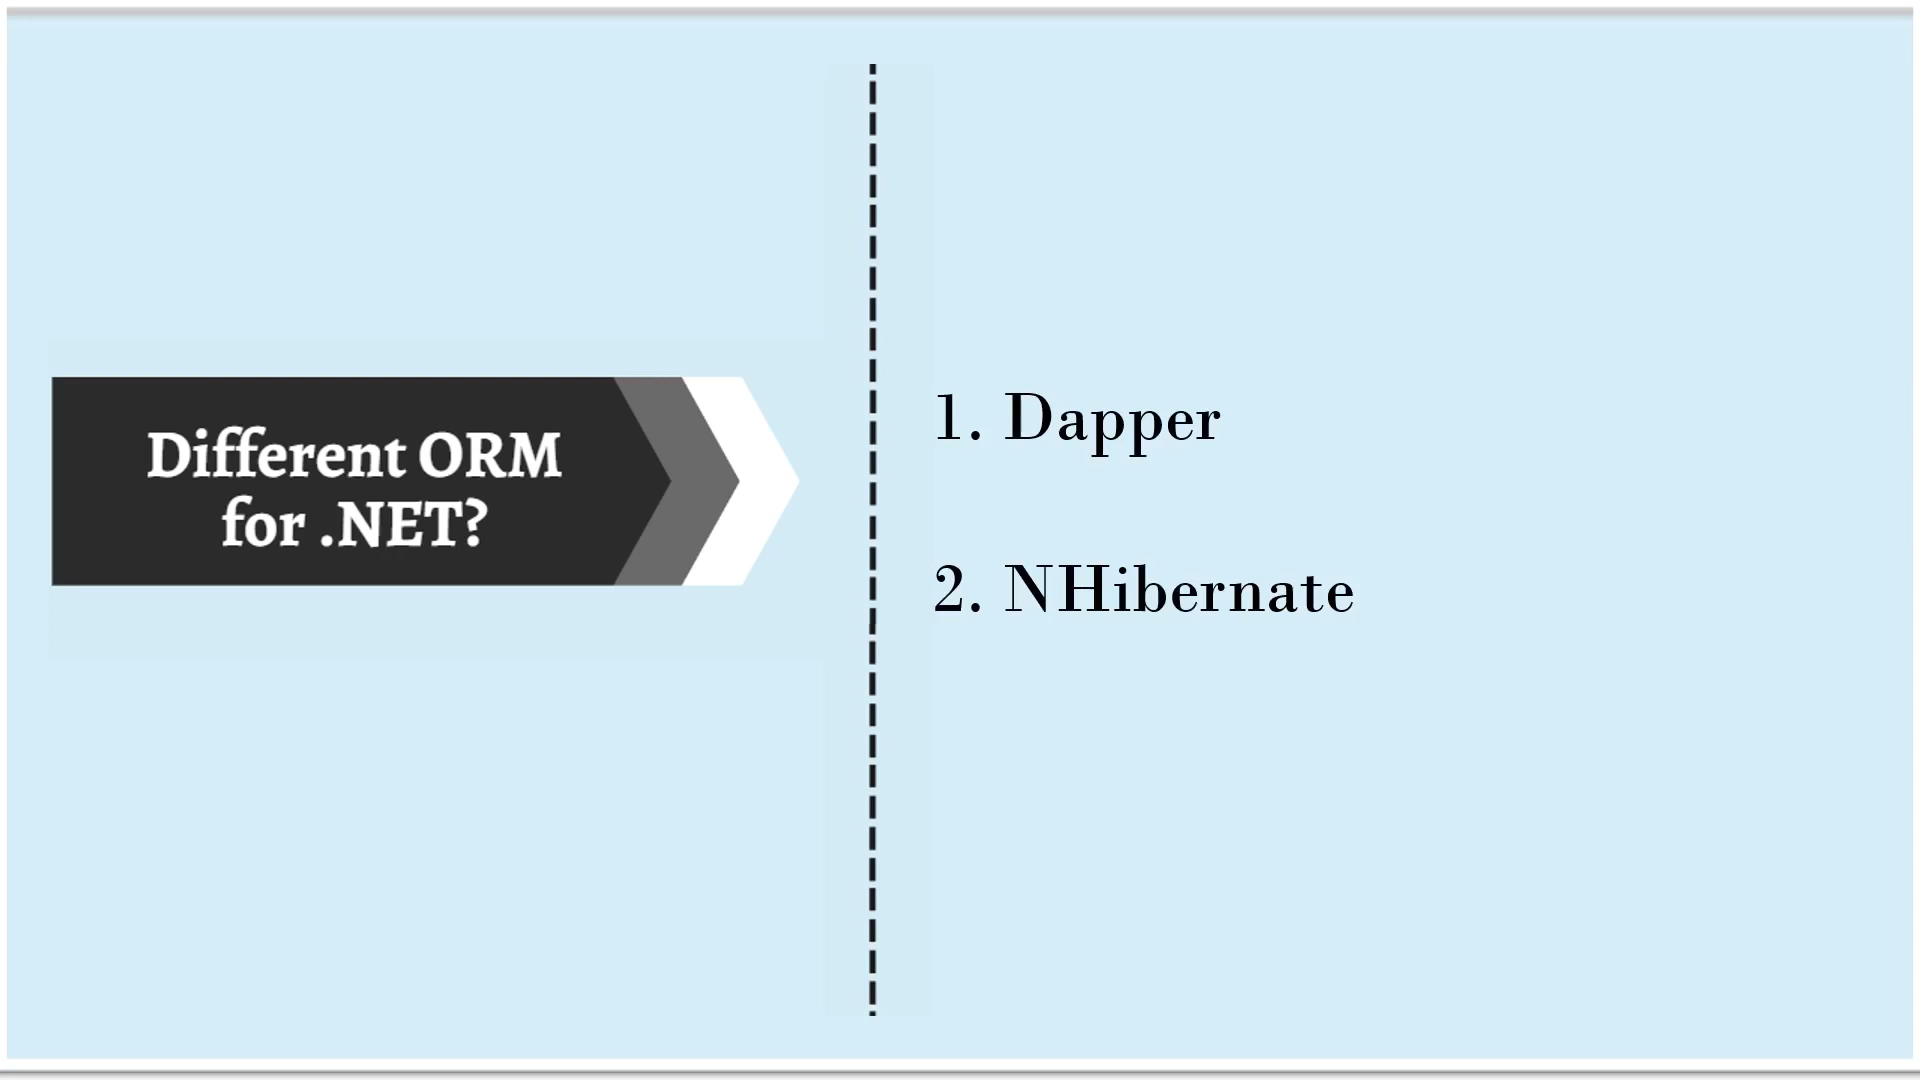 Different ORM
for .NET?
1. Dapper
2. NHibernate